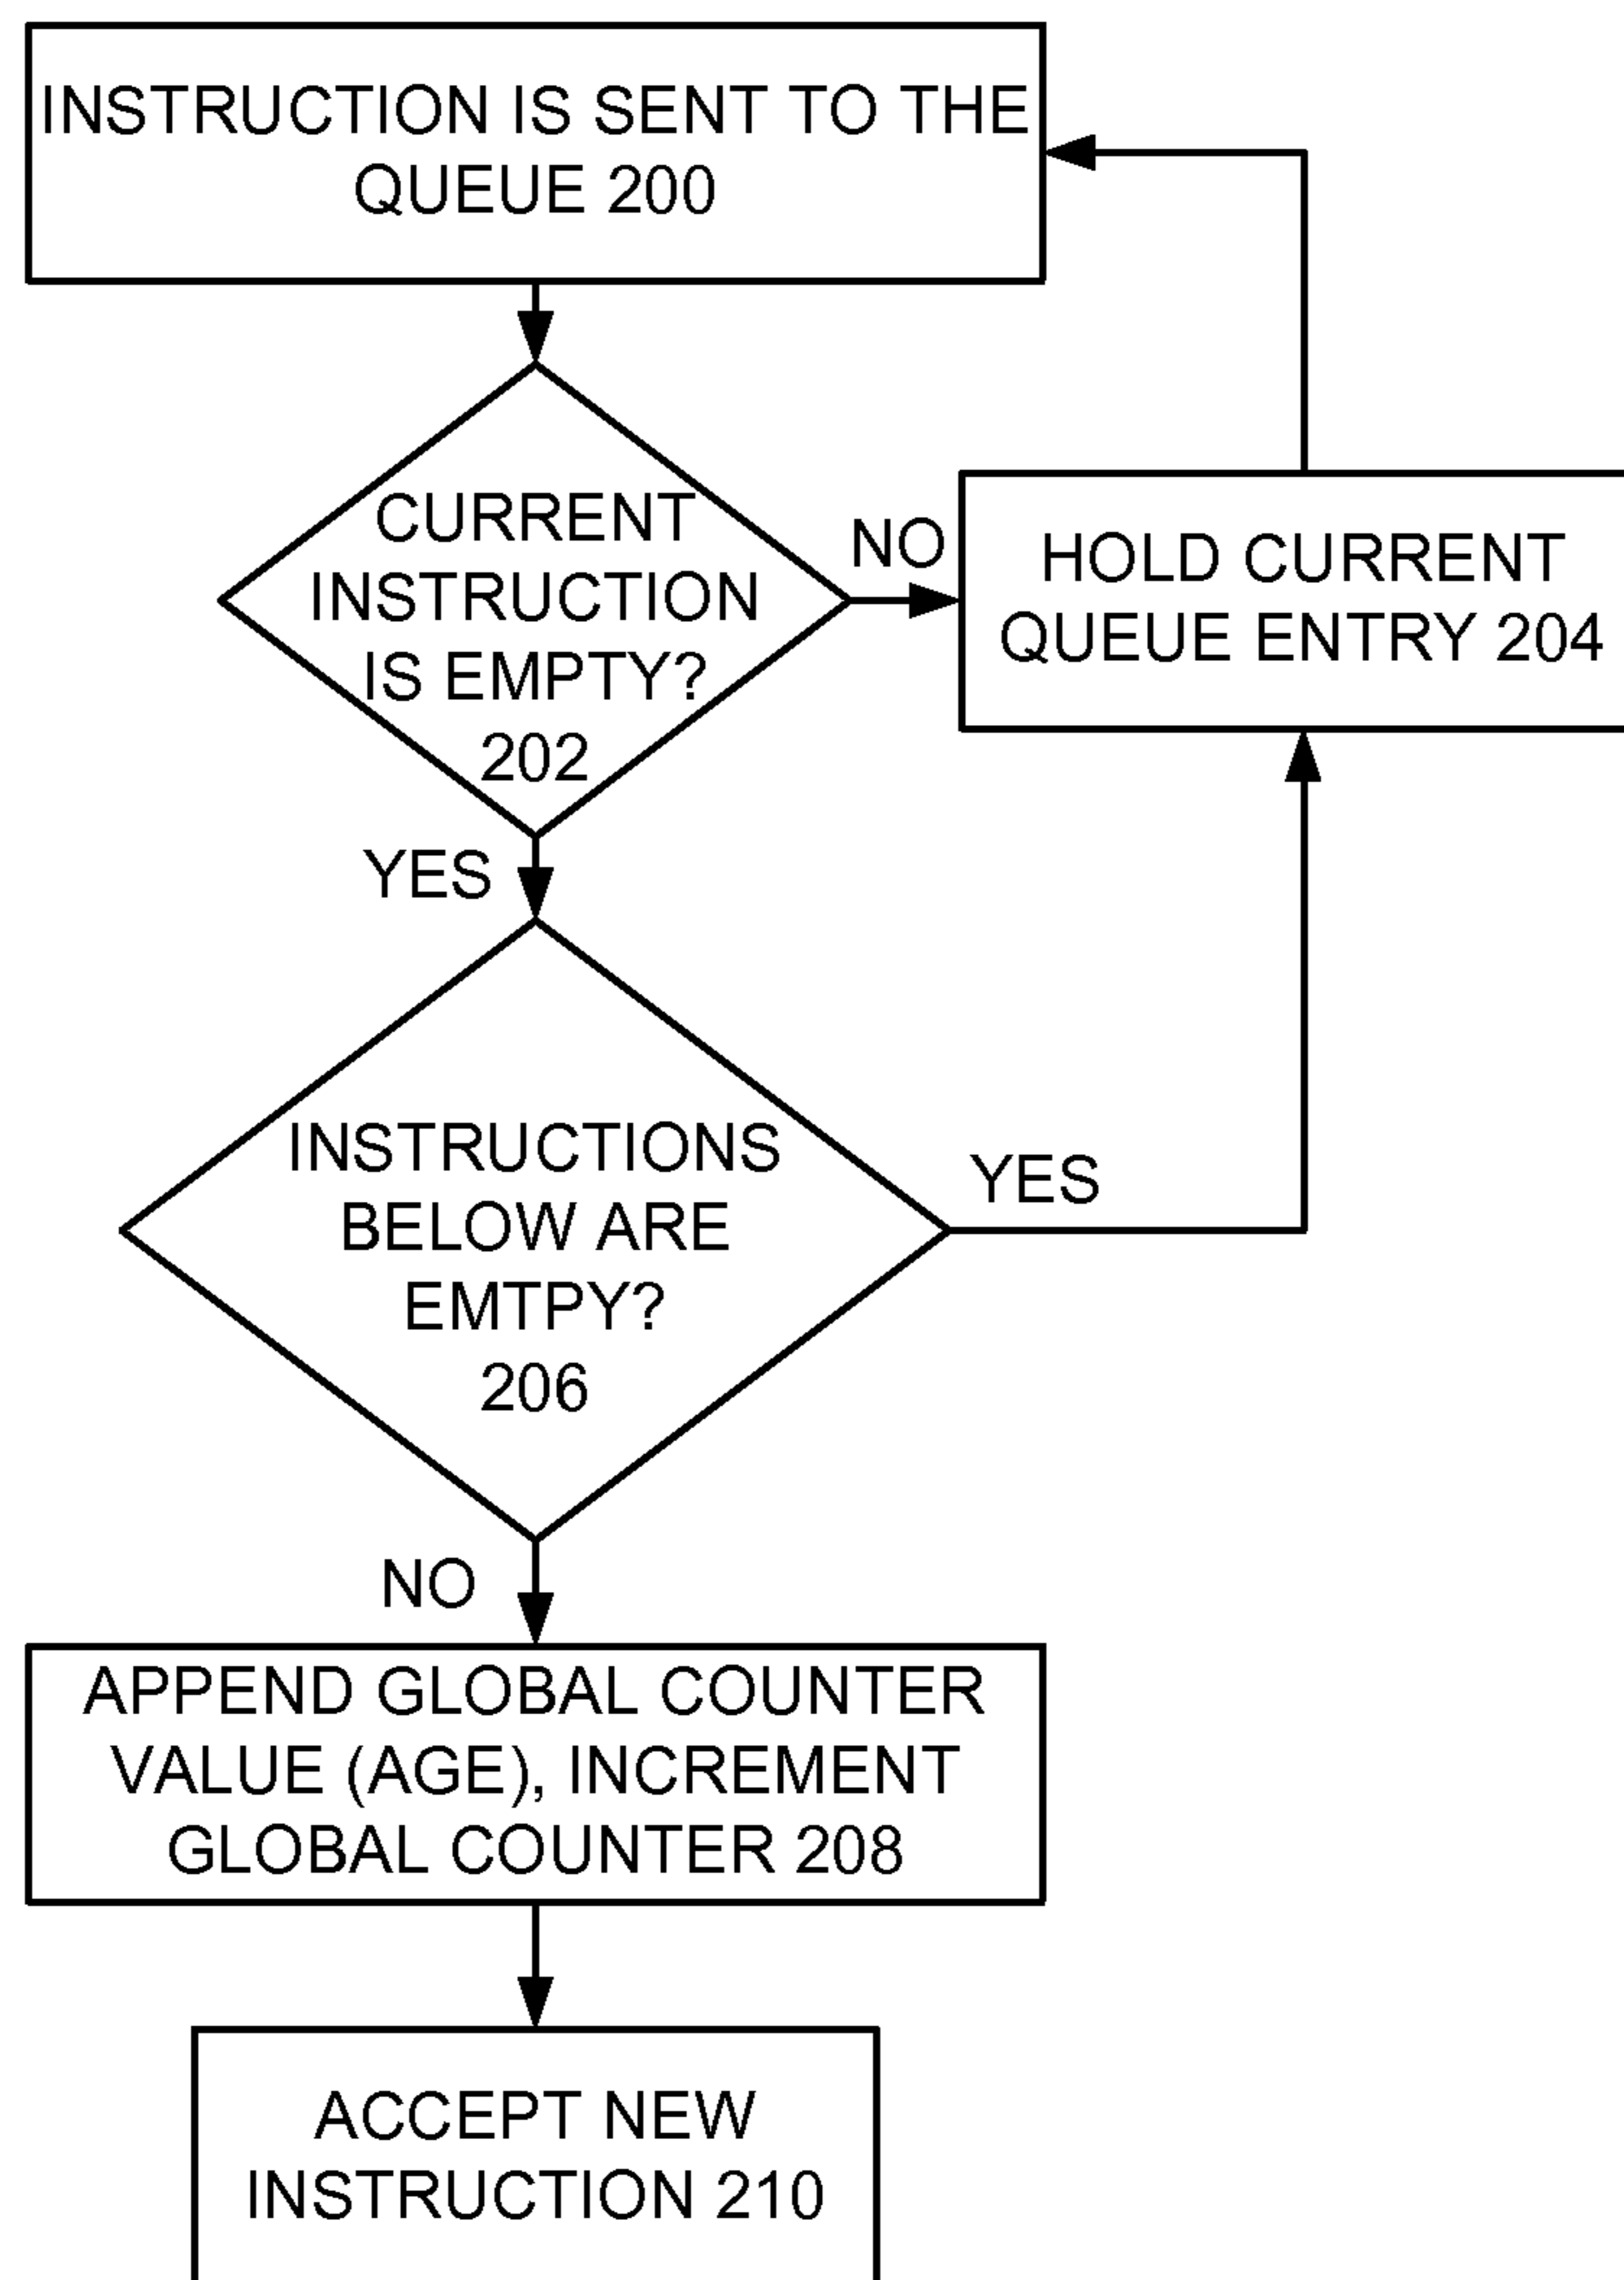 INSTRUCTION IS SENT TO THE
QUEUE 200
CURRENT
INSTRUCTION
IS EMPTY?
202
NO
HOLD CURRENT
QUEUE ENTRY 204
YES
INSTRUCTIONS
BELOW ARE
EMTPY?
206
YES
NO
APPEND GLOBAL COUNTER
VALUE (AGE), INCREMENT
GLOBAL COUNTER 208
ACCEPT NEW
INSTRUCTION 210